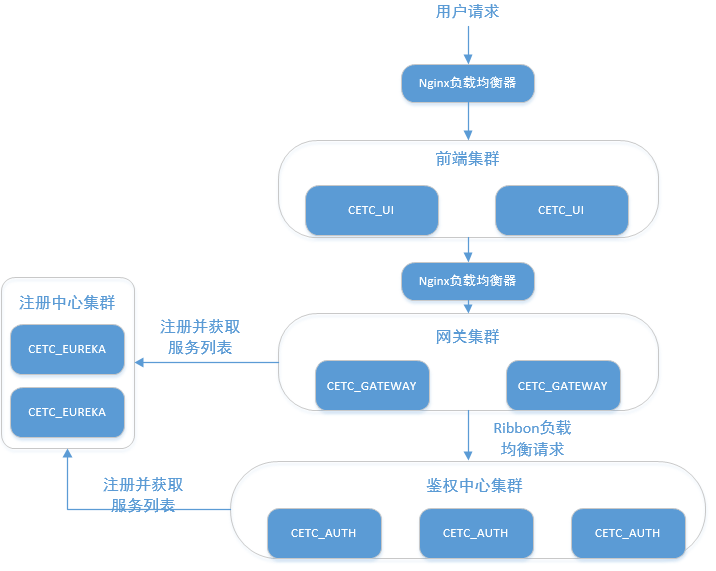 用户请求
Nginx负载均衡器
前端集群
CETC_UI
CETC_UI
Nginx负载均衡器
注册中心集群
CETC_EUREKA
CETC_EUREKA
注册并获取
服务列表
网关集群
CETC_GATEWAY
CETC_GATEWAY
Ribbon负载
均衡请求
注册并获取
服务列表
鉴权中心集群
CETC_AUTH
CETC_AUTH
CETC_AUTH